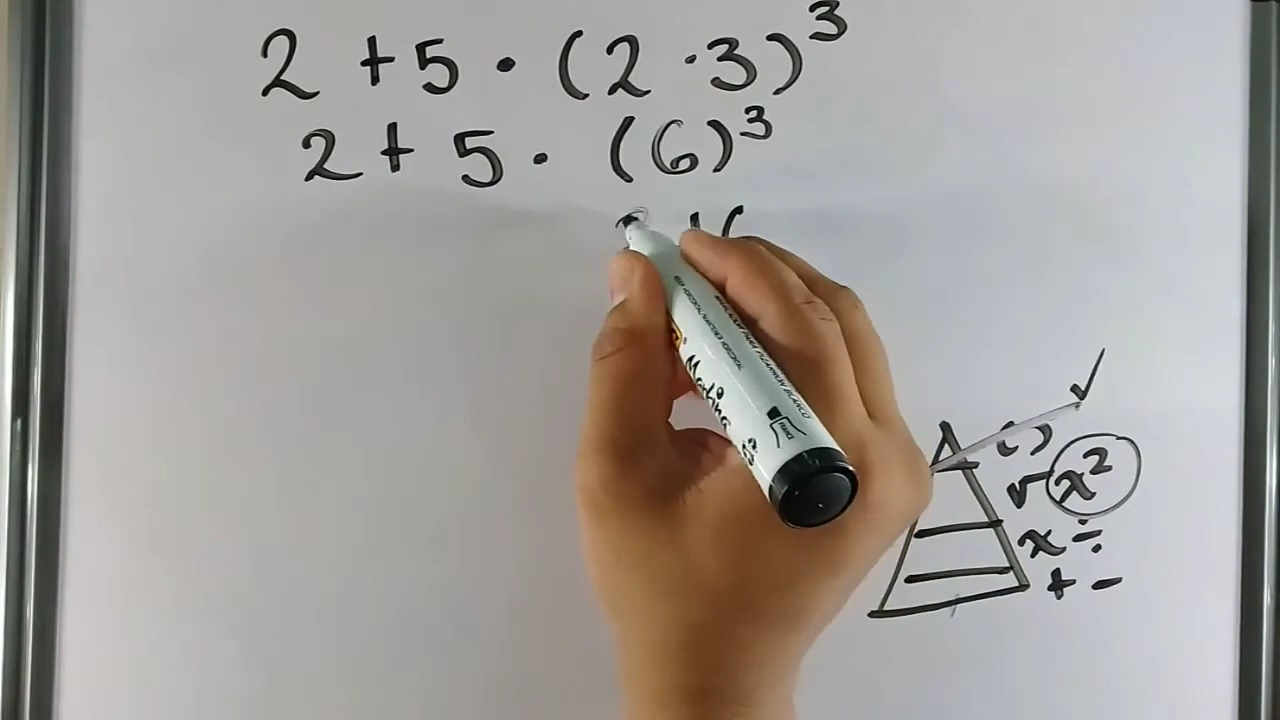 2 + 5 · (2 · 3)³
2 + 5 · (6)³
( )
√ x²
x ÷
+ -